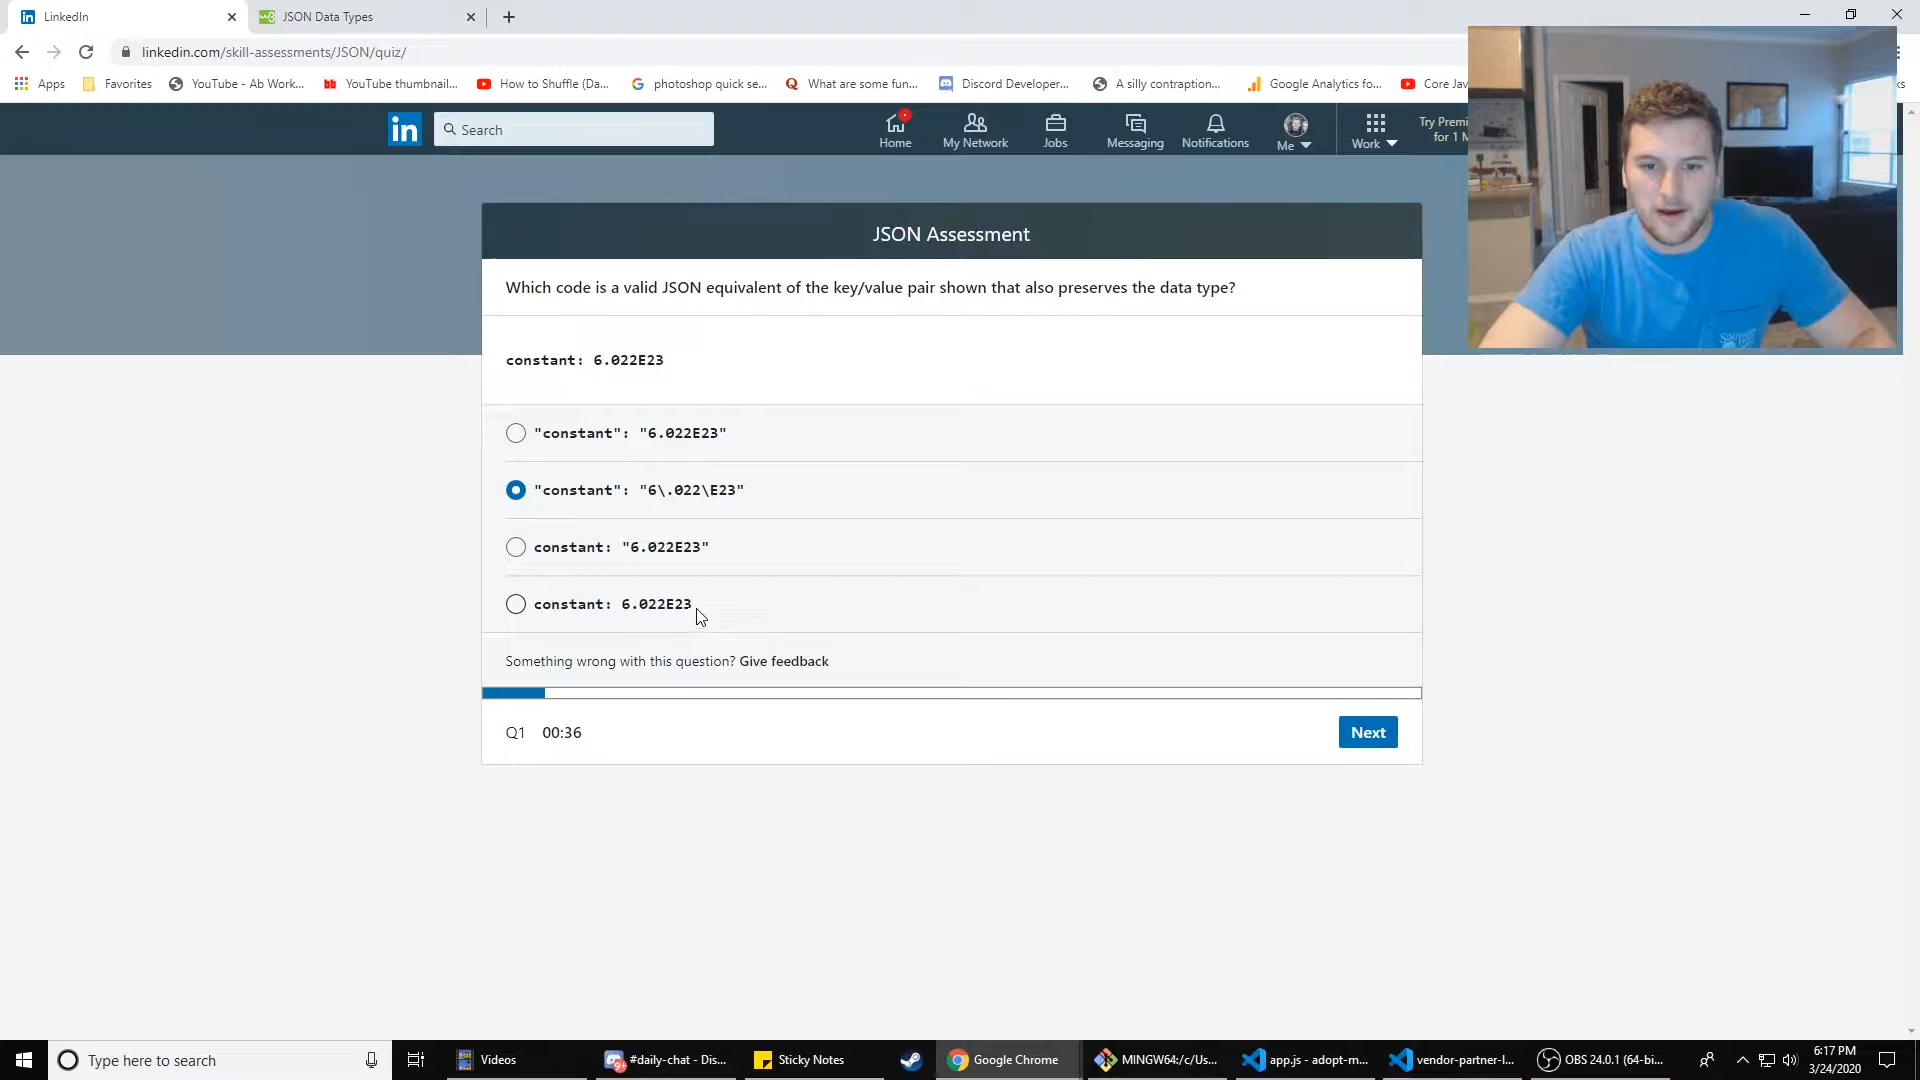 LinkedIn
JSON Data Types
linkedin.com/skill-assessments/JSON/quiz/
Apps
Favorites
YouTube - Ab Work...
YouTube thumbnail...
How to Shuffle (Da...
photoshop quick se...
What are some fun...
Discord Developer...
A silly contraption...
Google Analytics fo...
Core Jav
ks
in
Search
Home
My Network
Jobs
Messaging
Notifications
Me
Work
Try Premi
for 1 M
JSON Assessment
Which code is a valid JSON equivalent of the key/value pair shown that also preserves the data type?
constant: 6.022E23
"constant": "6.022E23"
"constant": "6\.022\E23"
constant: "6.022E23"
constant: 6.022E23
Something wrong with this question? Give feedback
Q1 00:36
Next
Type here to search
Videos
#daily-chat - Dis...
Sticky Notes
Google Chrome
MINGW64:/c/Us...
app.js - adopt-m...
vendor-partner-l...
OBS 24.0.1 (64-bi...
6:17 PM
3/24/2020